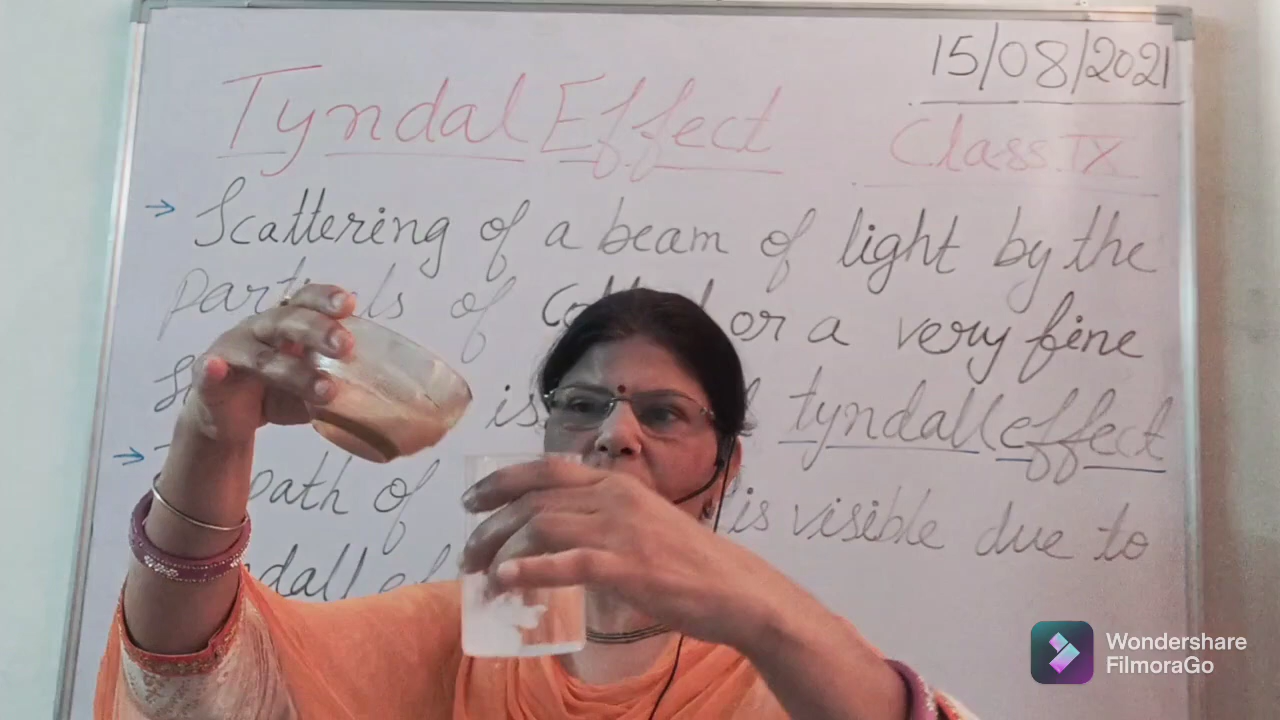 15/08/2021
Tyndal Effect
Class IX
→ Scattering of a beam of light by the
of or a very fine
is tyndall effect
→ path of is visible due to
Wondershare
FilmoraGo